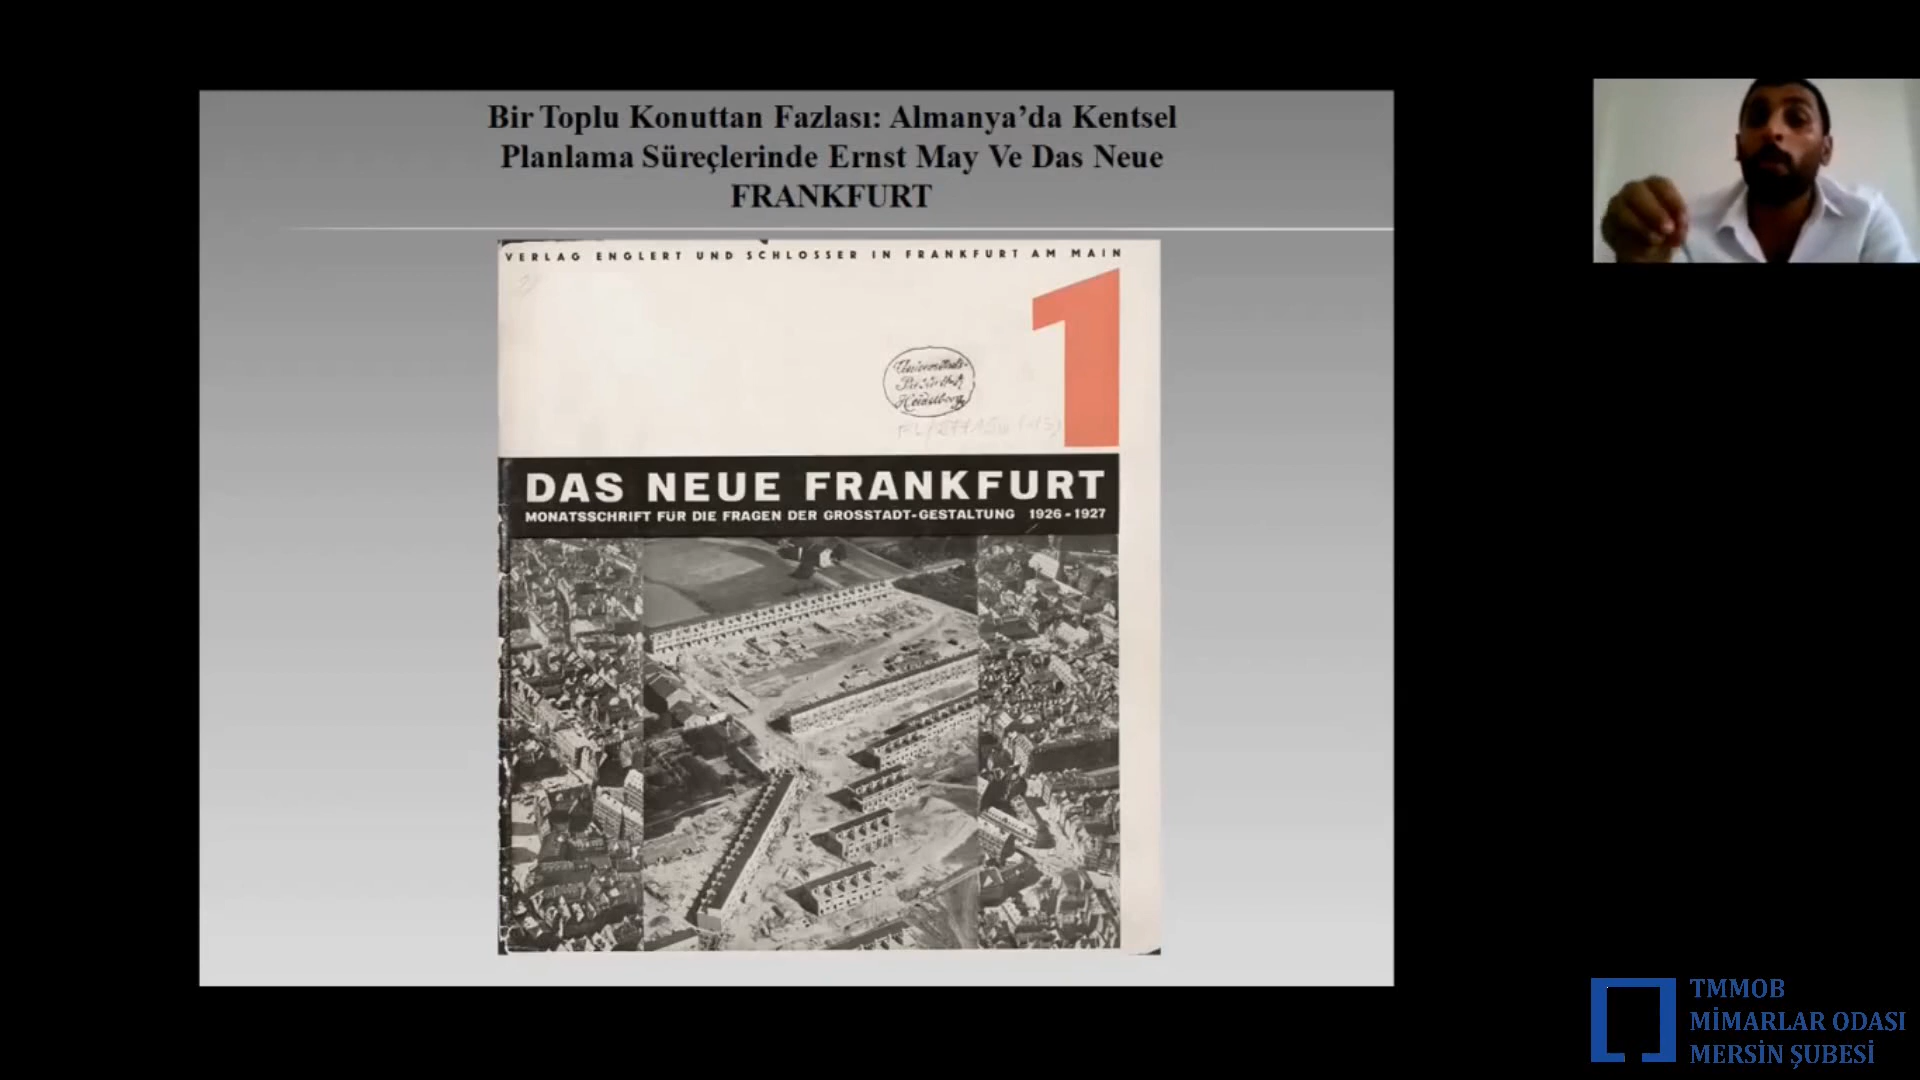 Bir Toplu Konuttan Fazlası: Almanya’da Kentsel
Planlama Süreçlerinde Ernst May Ve Das Neue
FRANKFURT
VERLAG ENGLERT UND SCHLOSSER IN FRANKFURT AM MAIN
1
Heidelberg
DAS NEUE FRANKFURT
MONATSSCHRIFT FÜR DIE FRAGEN DER GROSSTADT-GESTALTUNG 1926-1927
TMMOB
MİMARLAR ODASI
MERSİN ŞUBESİ